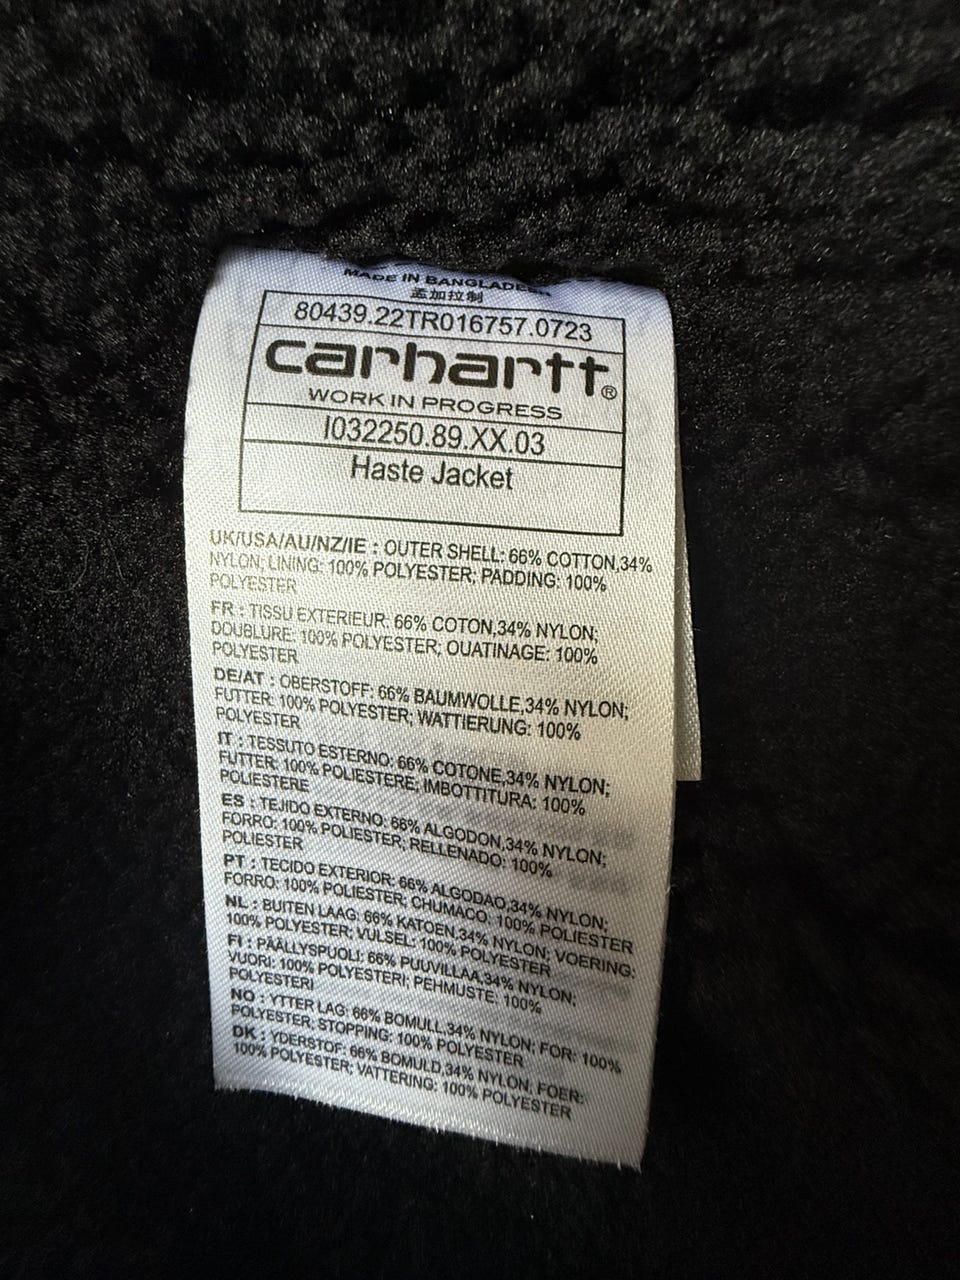 MADE IN BANGLADESH
孟加拉制
80439.22TR016757.0723
carhartt®
WORK IN PROGRESS
I032250.89.XX.03
Haste Jacket
UK/USA/AU/NZ/IE : OUTER SHELL: 66% COTTON,34%
NYLON; LINING: 100% POLYESTER; PADDING: 100%
POLYESTER
FR : TISSU EXTERIEUR: 66% COTON,34% NYLON;
DOUBLURE: 100% POLYESTER; OUATINAGE: 100%
POLYESTER
DE/AT : OBERSTOFF: 66% BAUMWOLLE,34% NYLON;
FUTTER: 100% POLYESTER; WATTIERUNG: 100%
POLYESTER
IT : TESSUTO ESTERNO: 66% COTONE,34% NYLON;
FUTTER: 100% POLIESTERE; IMBOTTITURA: 100%
POLIESTERE
ES : TEJIDO EXTERNO: 66% ALGODON,34% NYLON;
FORRO: 100% POLIESTER; RELLENADO: 100%
POLIESTER
PT : TECIDO EXTERIOR: 66% ALGODAO,34% NYLON;
FORRO: 100% POLIESTER; CHUMACO: 100% POLIESTER
NL : BUITEN LAAG: 66% KATOEN,34% NYLON; VOERING:
100% POLYESTER; VULSEL: 100% POLYESTER
FI : PÄÄLLYSPUOLI: 66% PUUVILLAA,34% NYLON;
VUORI: 100% POLYESTERI; PEHMUSTE: 100%
POLYESTERI
NO : YTTER LAG: 66% BOMULL,34% NYLON; FOR: 100%
POLYESTER; STOPPING: 100% POLYESTER
DK : YDERSTOF: 66% BOMULD,34% NYLON; FOER:
100% POLYESTER; VATTERING: 100% POLYESTER